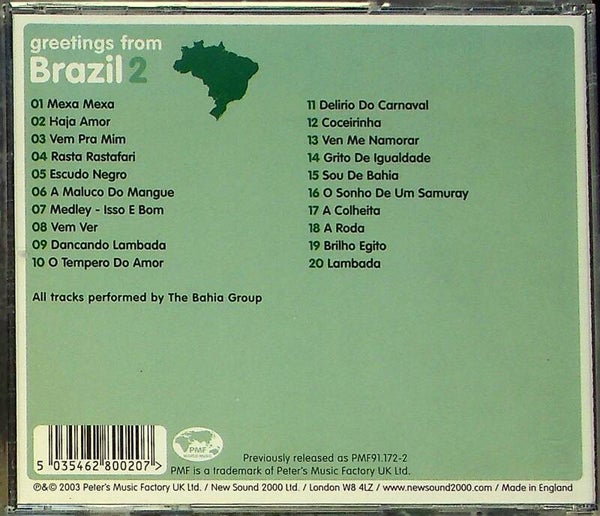 greetings from
Brazil 2
01 Mexa Mexa
02 Haja Amor
03 Vem Pra Mim
04 Rasta Rastafari
05 Escudo Negro
06 A Maluco Do Mangue
07 Medley - Isso E Bom
08 Vem Ver
09 Dancando Lambada
10 O Tempero Do Amor
11 Delirio Do Carnaval
12 Coceirinha
13 Ven Me Namorar
14 Grito De Igualdade
15 Sou De Bahia
16 O Sonho De Um Samuray
17 A Colheita
18 A Roda
19 Brilho Egito
20 Lambada
All tracks performed by The Bahia Group
5 035462 800207 >
PMF
WORLD MUSIC
Previously released as PMF91.172-2
PMF is a trademark of Peter's Music Factory UK Ltd.
℗&© 2003 Peter's Music Factory UK Ltd. / New Sound 2000 Ltd. / London W8 4LZ / www.newsound2000.com / Made in England